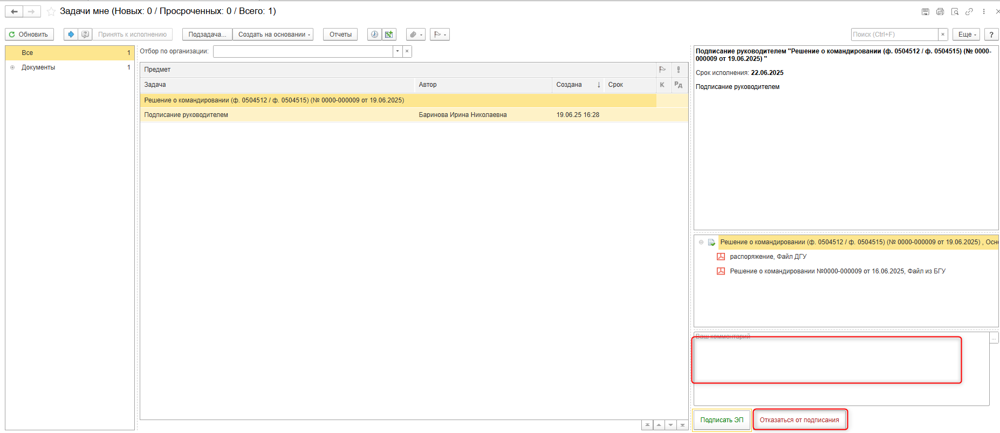 Задачи мне (Новых: 0 / Просроченных: 0 / Всего: 1)
Обновить
Принять к исполнению
Подзадача...
Создать на основании
Отчеты
Поиск (Ctrl+F)
×
Еще
?
Все 1
Документы 1
Отбор по организации:
×
Предмет
Задача Автор Создана ↓ Срок К Рд
Решение о командировании (ф. 0504512 / ф. 0504515) (№ 0000-000009 от 19.06.2025)
Подписание руководителем Баринова Ирина Николаевна 19.06.25 16:28
Подписание руководителем "Решение о командировании (ф. 0504512 / ф. 0504515) (№ 0000-
000009 от 19.06.2025) "
Срок исполнения: 22.06.2025
Подписание руководителем
Решение о командировании (ф. 0504512 / ф. 0504515) (№ 0000-000009 от 19.06.2025) , Осно
распоряжение, Файл ДГУ
Решение о командировании №0000-000009 от 16.06.2025, Файл из БГУ
Ваш комментарий
...
Подписать ЭП
Отказаться от подписания